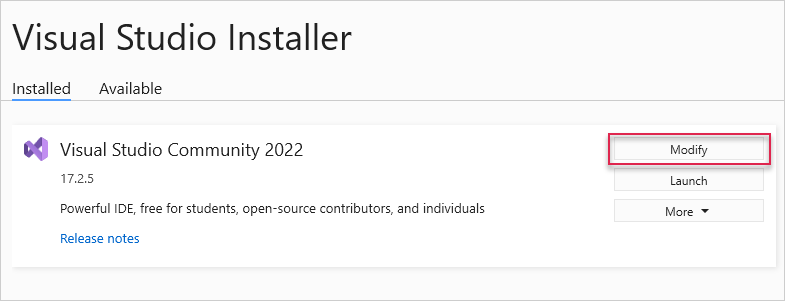 Visual Studio Installer
Installed Available
Visual Studio Community 2022
Modify
17.2.5
Launch
Powerful IDE, free for students, open-source contributors, and individuals
More
Release notes